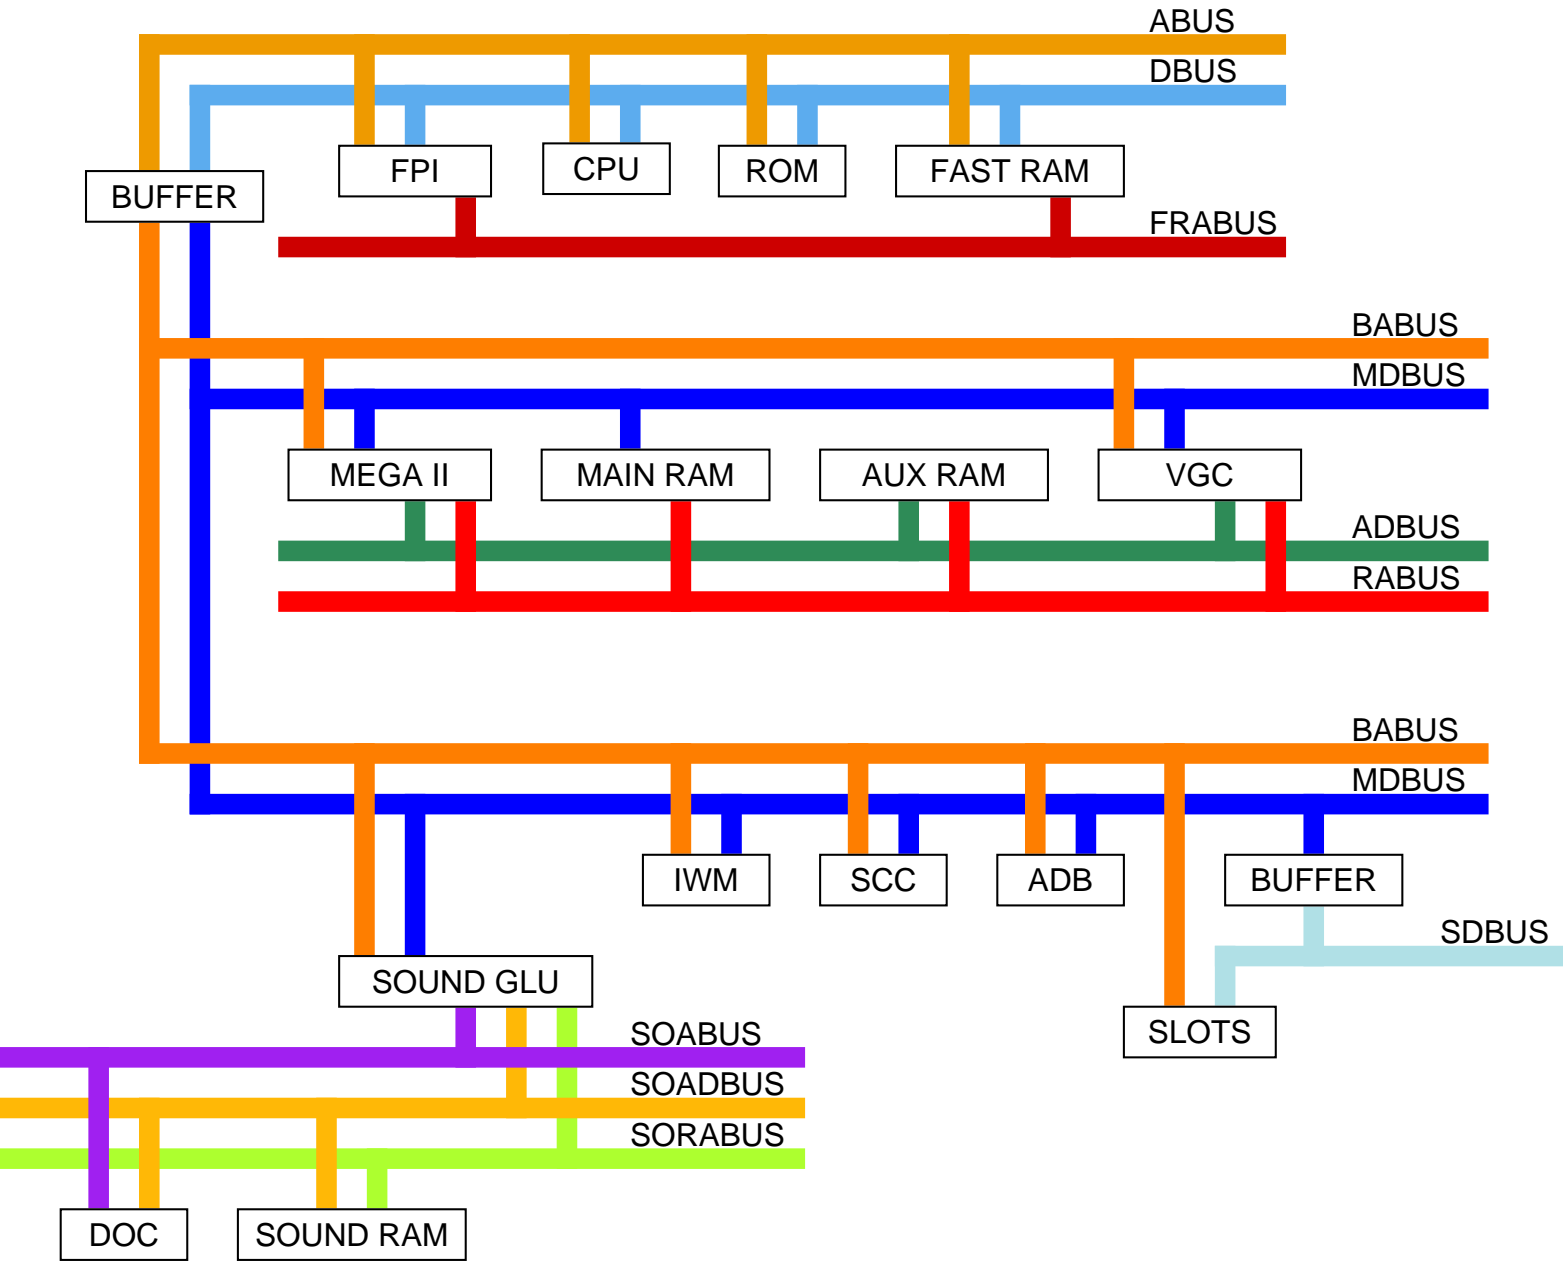 ABUS
DBUS
FPI
CPU
ROM
FAST RAM
BUFFER
FRABUS
BABUS
MDBUS
MEGA II
MAIN RAM
AUX RAM
VGC
ADBUS
RABUS
BABUS
MDBUS
IWM
SCC
ADB
BUFFER
SDBUS
SOUND GLU
SLOTS
SOABUS
SOADBUS
SORABUS
DOC
SOUND RAM